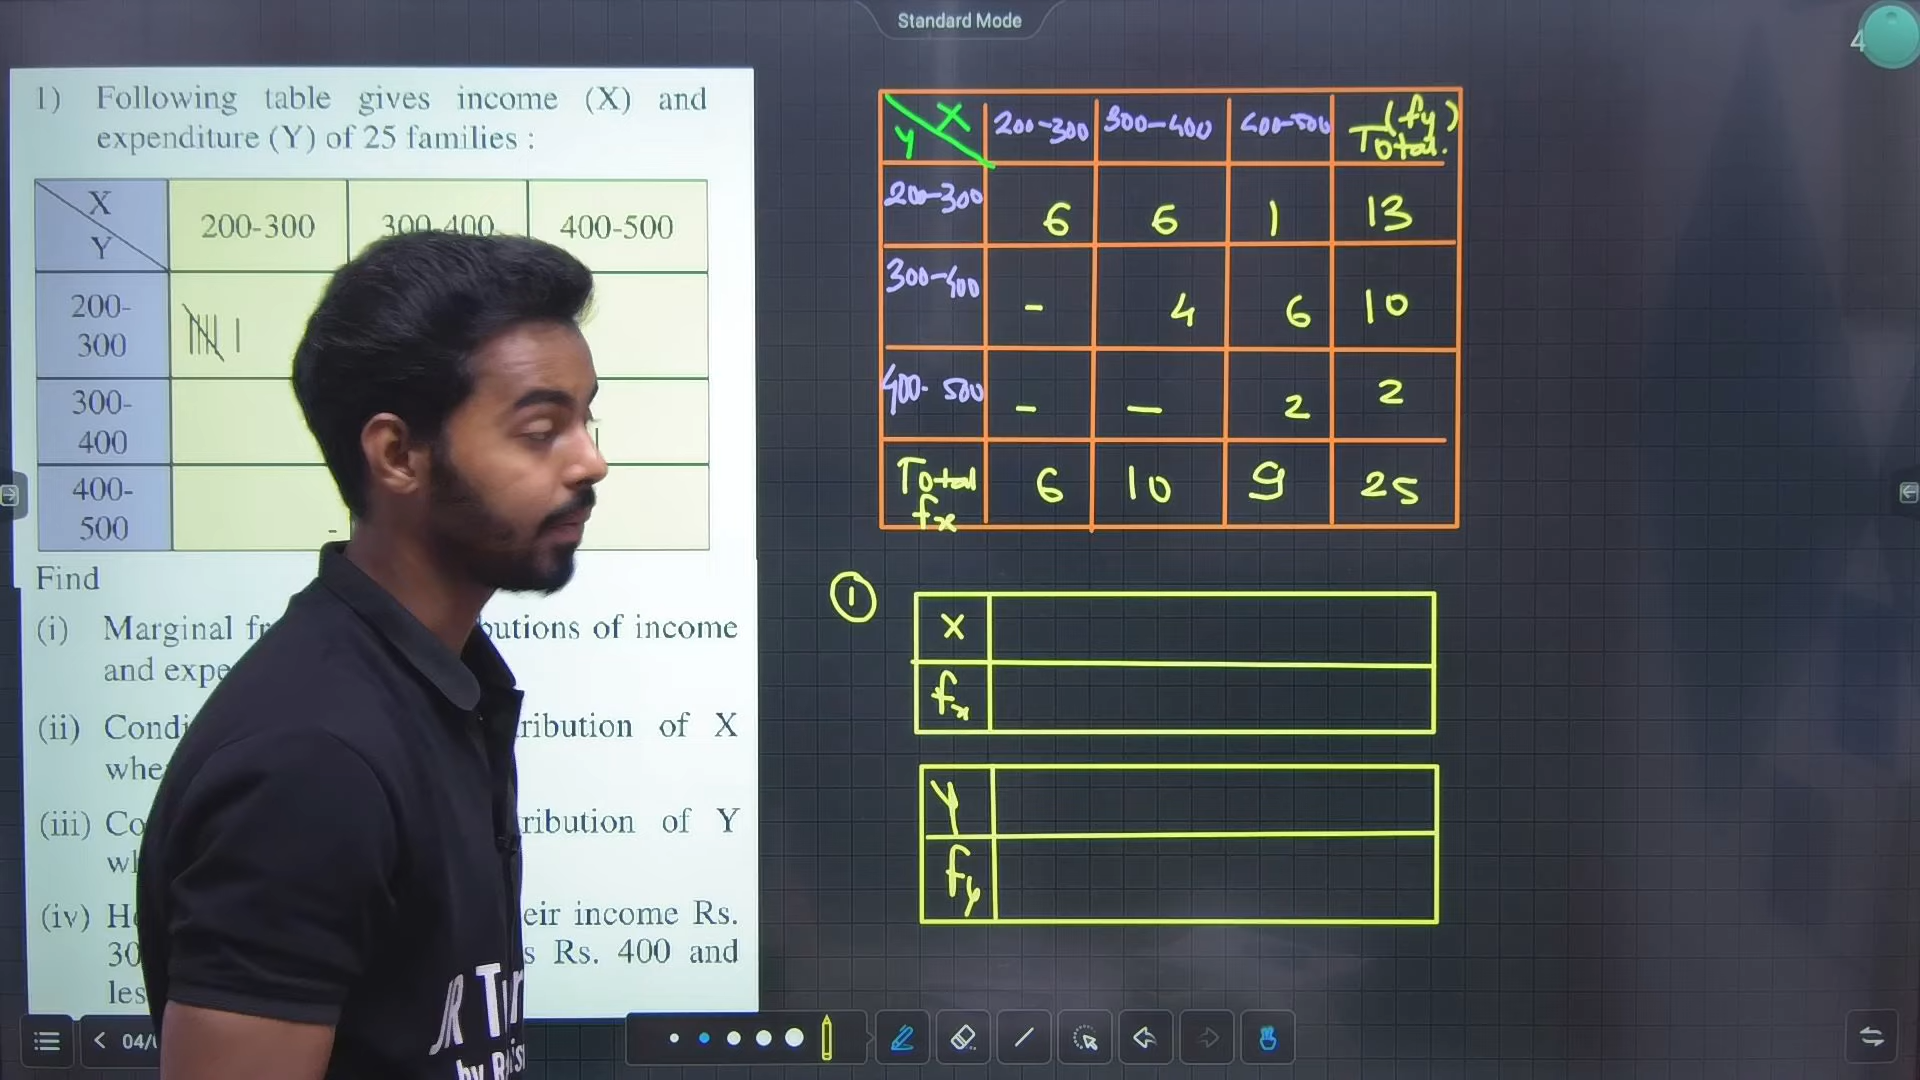 Standard Mode
4
1) Following table gives income (X) and
expenditure (Y) of 25 families :
X
Y
200-300
300-400
400-500
200-
300
300-
400
400-
500
-
Find
(i) Marginal
butions of income
and
(ii)
ribution of X
(iii)
ribution of Y
(iv)
eir income Rs.
30
s Rs. 400 and
les
X
Y
200-300 300-400 400-500 (fy) Total.
200-300 6 6 1 13
300-400 - 4 6 10
400-500 - - 2 2
Total fx 6 10 9 25
1
X
fx
Y
fy
04/